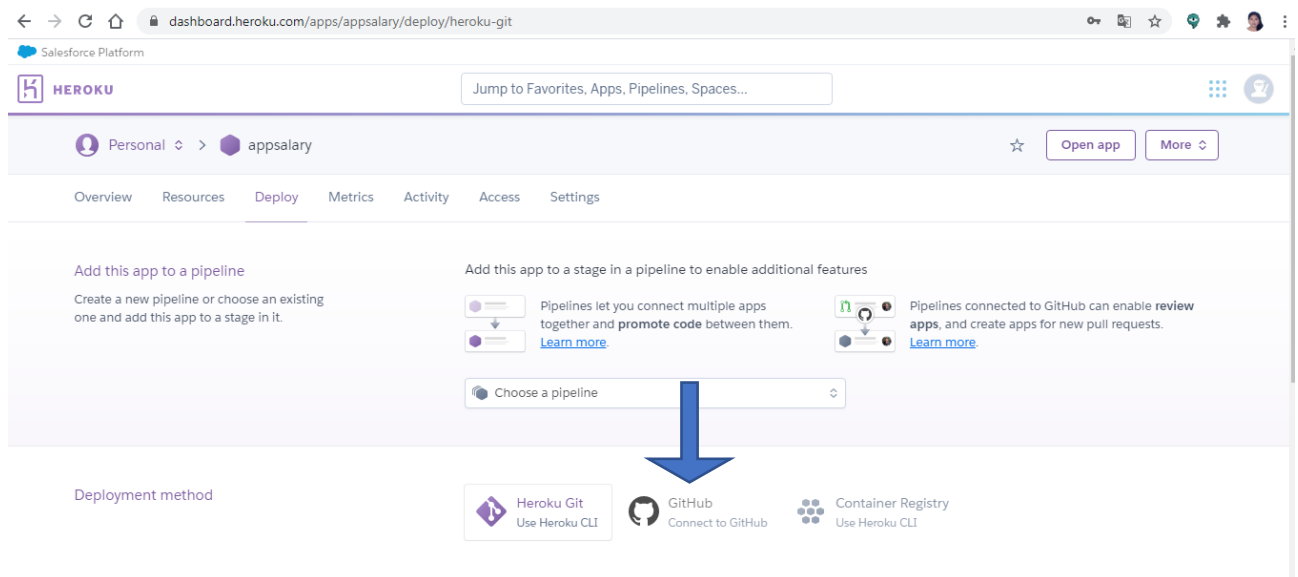 dashboard.heroku.com/apps/appsalary/deploy/heroku-git
Salesforce Platform
HEROKU
Jump to Favorites, Apps, Pipelines, Spaces...
Personal > appsalary
Open app
More
Overview Resources Deploy Metrics Activity Access Settings
Add this app to a pipeline
Create a new pipeline or choose an existing
one and add this app to a stage in it.
Add this app to a stage in a pipeline to enable additional features
Pipelines let you connect multiple apps
together and promote code between them.
Learn more.
Pipelines connected to GitHub can enable review
apps, and create apps for new pull requests.
Learn more.
Choose a pipeline
Deployment method
Heroku Git
Use Heroku CLI
GitHub
Connect to GitHub
Container Registry
Use Heroku CLI